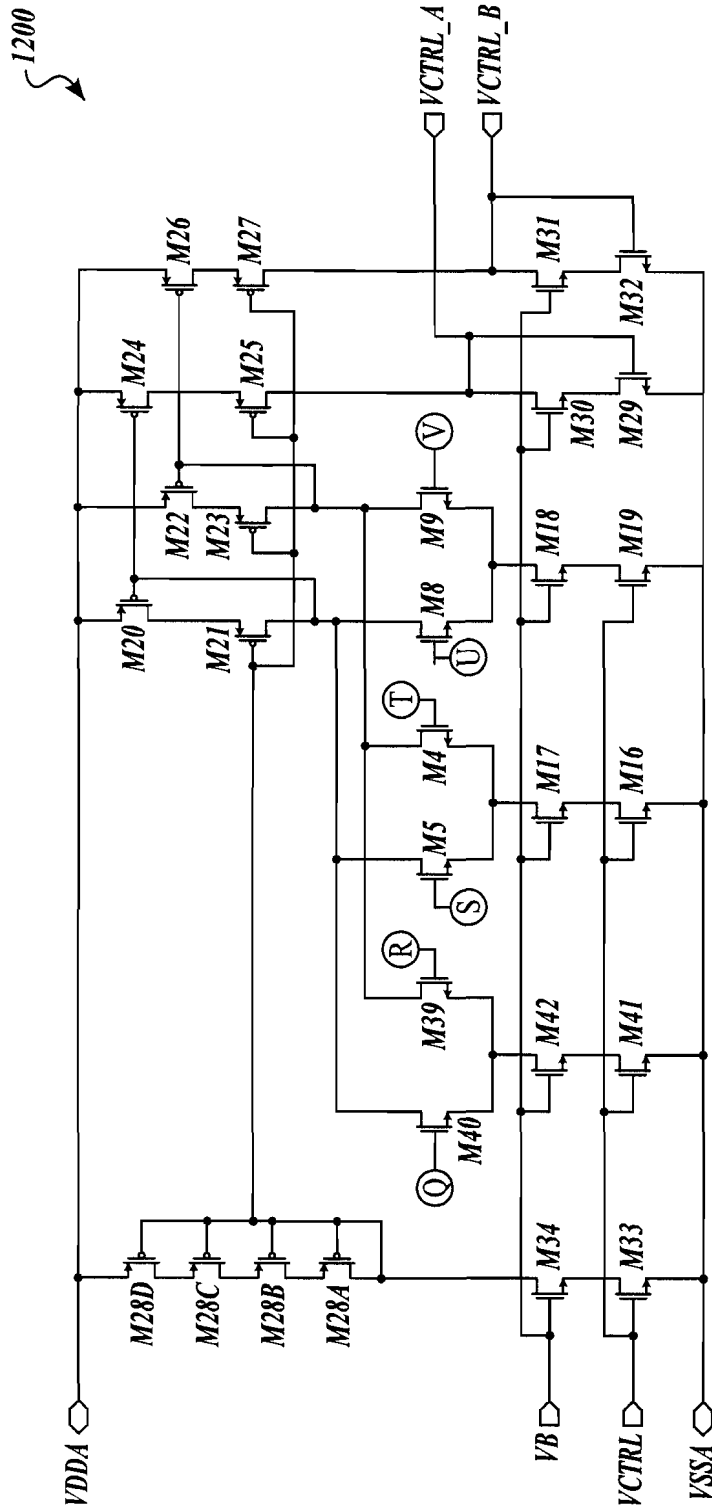 1200
VDDA
M28D
M28C
M28B
M28A
M20
M21
M22
M23
M24
M25
M26
M27
VCTRL_A
VCTRL_B
Q
M40
R
M39
S
M5
T
M4
U
M8
V
M9
VB
M34
M42
M17
M18
M30
M31
VCTRL
M33
M41
M16
M19
M29
M32
VSSA